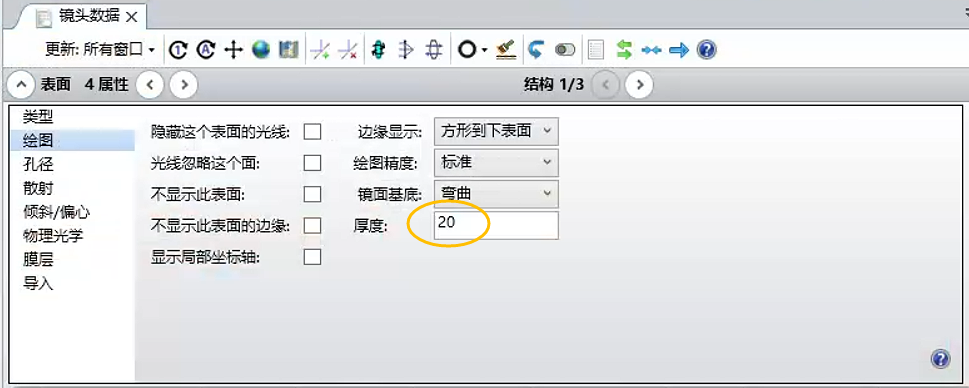 镜头数据
更新: 所有窗口
表面 4 属性 结构 1/3
类型
绘图
孔径
散射
倾斜/偏心
物理光学
膜层
导入
隐藏这个表面的光线: 边缘显示: 方形到下表面
光线忽略这个面: 绘图精度: 标准
不显示此表面: 镜面基底: 弯曲
不显示此表面的边缘: 厚度: 20
显示局部坐标轴: